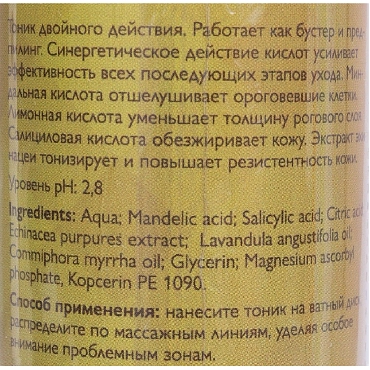 Тоник двойного действия. Работает как бустер и пред-
пилинг. Синергетическое действие кислот усиливает
эффективность всех последующих этапов ухода. Мин-
дальная кислота отшелушивает ороговевшие клетки.
Лимонная кислота уменьшает толщину рогового слоя.
Салициловая кислота обезжиривает кожу. Экстракт эхи-
нацеи тонизирует и повышает резистентность кожи.
Уровень pH: 2,8
Ingredients: Aqua; Mandelic acid; Salicylic acid; Citric acid;
Echinacea purpures extract; Lavandula angustifolia oil;
Commiphora myrrha oil; Glycerin; Magnesium ascorbyl
phosphate, Kopcerin PE 1090.
Способ применения: нанесите тоник на ватный диск,
распределите по массажным линиям, уделяя особое
внимание проблемным зонам.